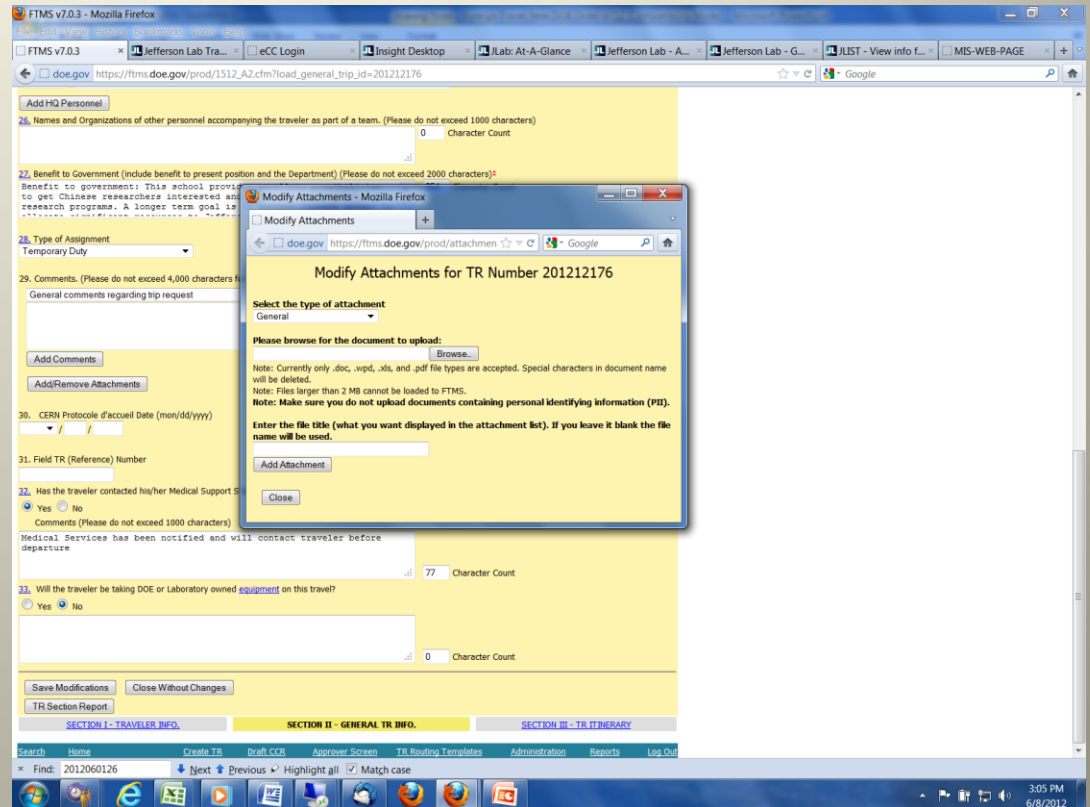 FTMS v7.0.3 - Mozilla Firefox
File Edit View History Bookmarks Tools Help
FTMS v7.0.3 × Jefferson Lab Tra... × eCC Login × Insight Desktop × JLab: At-A-Glance × Jefferson Lab - A... × Jefferson Lab - G... × JLIST - View info f... × MIS-WEB-PAGE × +
doe.gov https://ftms.doe.gov/prod/1512_A2.cfm?load_general_trip_id=201212176 Google
Add HQ Personnel
26. Names and Organizations of other personnel accompanying the traveler as part of a team. (Please do not exceed 1000 characters)
0 Character Count
27. Benefit to Government (include benefit to present position and the Department) (Please do not exceed 2000 characters)*
Benefit to government: This school provi
to get Chinese researchers interested and
research programs. A longer term goal is
28. Type of Assignment
Temporary Duty
29. Comments. (Please do not exceed 4,000 characters f
General comments regarding trip request
Add Comments
Add/Remove Attachments
30. CERN Protocole d'accueil Date (mon/dd/yyyy)
/ /
31. Field TR (Reference) Number
32. Has the traveler contacted his/her Medical Support S
Yes No
Comments (Please do not exceed 1000 characters)
Medical Services has been notified and will contact traveler before
departure
77 Character Count
33. Will the traveler be taking DOE or Laboratory owned equipment on this travel?
Yes No
0 Character Count
Save Modifications Close Without Changes
TR Section Report
SECTION I - TRAVELER INFO. SECTION II - GENERAL TR INFO. SECTION III - TR ITINERARY
Search Home Create TR Draft CCR Approver Screen TR Routing Templates Administration Reports Log Out
× Find: 2012060126 Next Previous Highlight all Match case
3:05 PM
6/8/2012
Modify Attachments - Mozilla Firefox
Modify Attachments +
doe.gov https://ftms.doe.gov/prod/attachmen Google
Modify Attachments for TR Number 201212176
Select the type of attachment
General
Please browse for the document to upload:
Browse..
Note: Currently only .doc, .wpd, .xls, and .pdf file types are accepted. Special characters in document name
will be deleted.
Note: Files larger than 2 MB cannot be loaded to FTMS.
Note: Make sure you do not upload documents containing personal identifying information (PII).
Enter the file title (what you want displayed in the attachment list). If you leave it blank the file
name will be used.
Add Attachment
Close